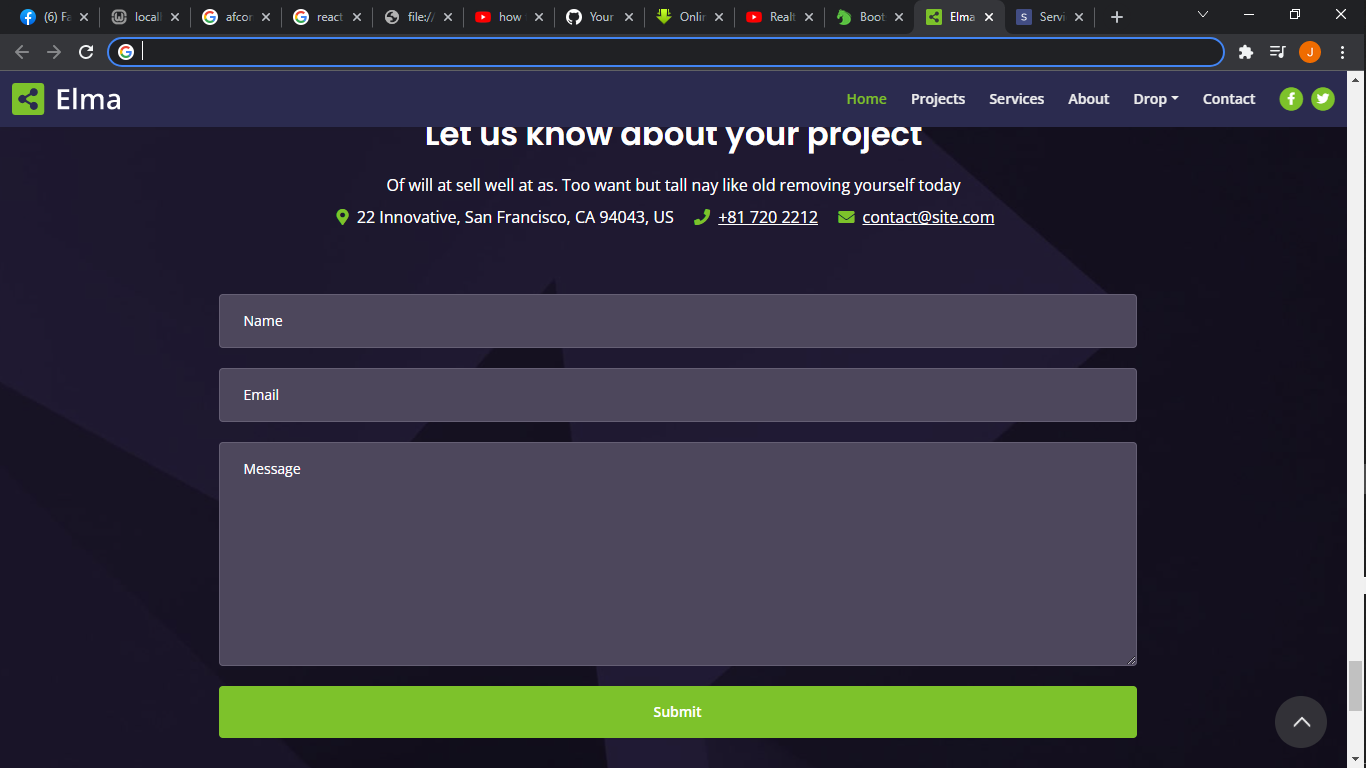 (6) Fa
locall
afcor
react
file://
how
Your
Onlin
Realt
Boot
Elma
Servi
J
Elma
Home Projects Services About Drop Contact
Let us know about your project
Of will at sell well at as. Too want but tall nay like old removing yourself today
22 Innovative, San Francisco, CA 94043, US +81 720 2212 contact@site.com
Name
Email
Message
Submit